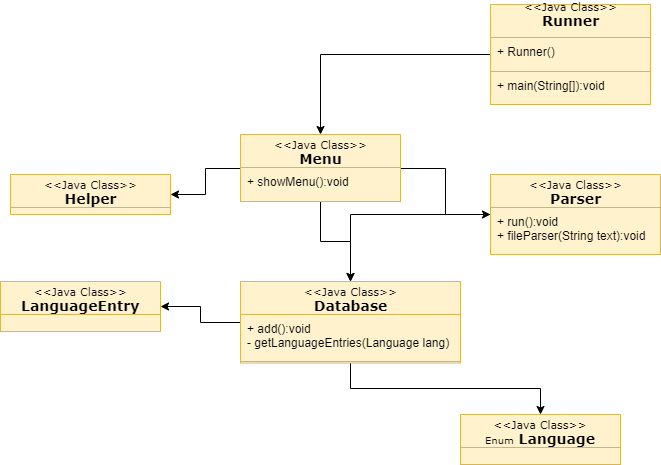 <<Java Class>>
Runner
+ Runner()
+ main(String[]):void
<<Java Class>>
Menu
+ showMenu():void
<<Java Class>>
Helper
<<Java Class>>
Parser
+ run():void
+ fileParser(String text):void
<<Java Class>>
LanguageEntry
<<Java Class>>
Database
+ add():void
- getLanguageEntries(Language lang)
<<Java Class>>
Enum Language